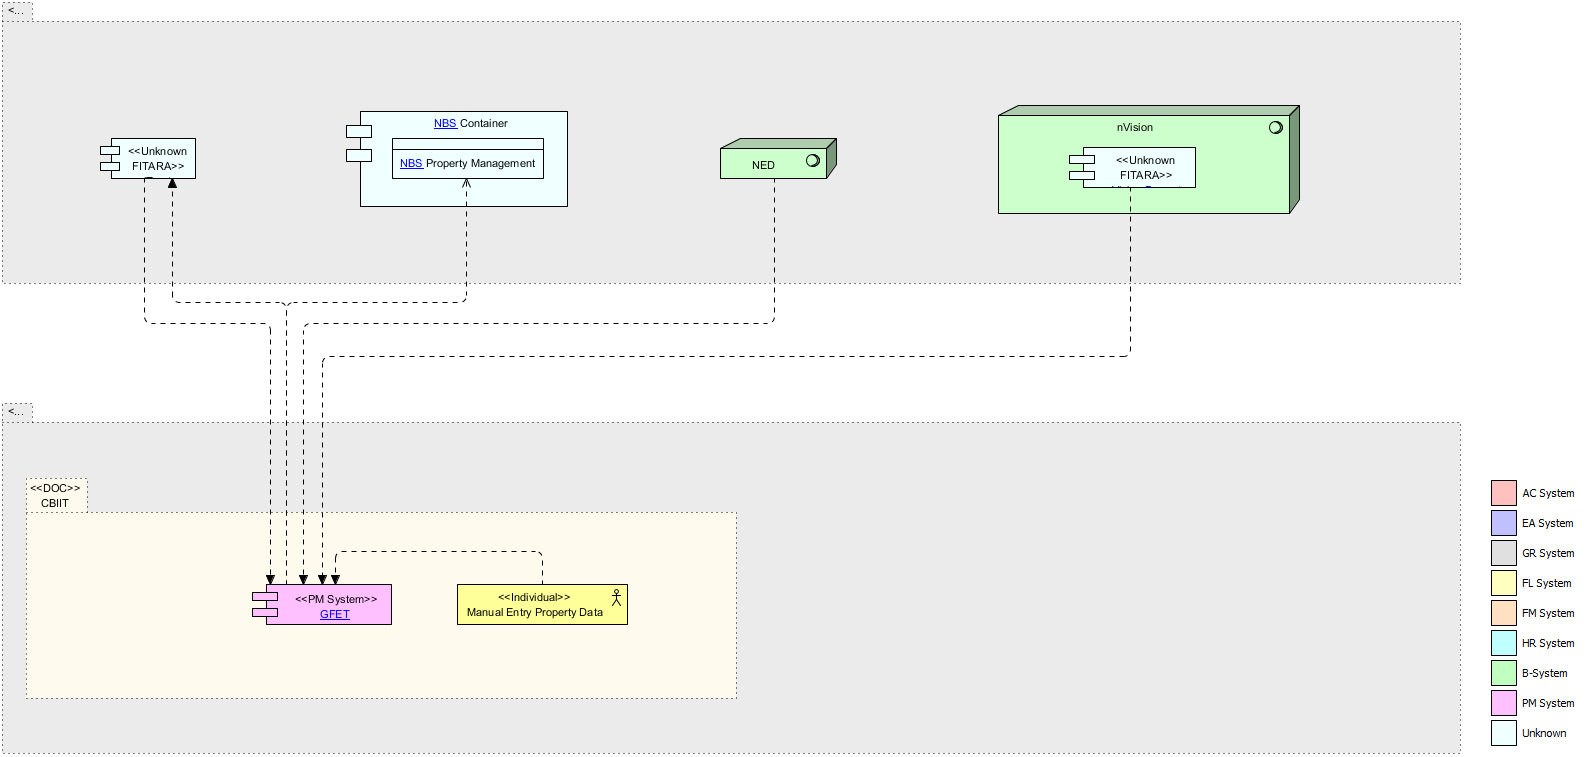 <...
NBS Container
<<Unknown
FITARA>>
NBS Property Management
NED
nVision
<<Unknown
FITARA>>
<...
<<DOC>>
CBIIT
<<PM System>>
GFET
<<Individual>>
Manual Entry Property Data
AC System
EA System
GR System
FL System
FM System
HR System
B-System
PM System
Unknown